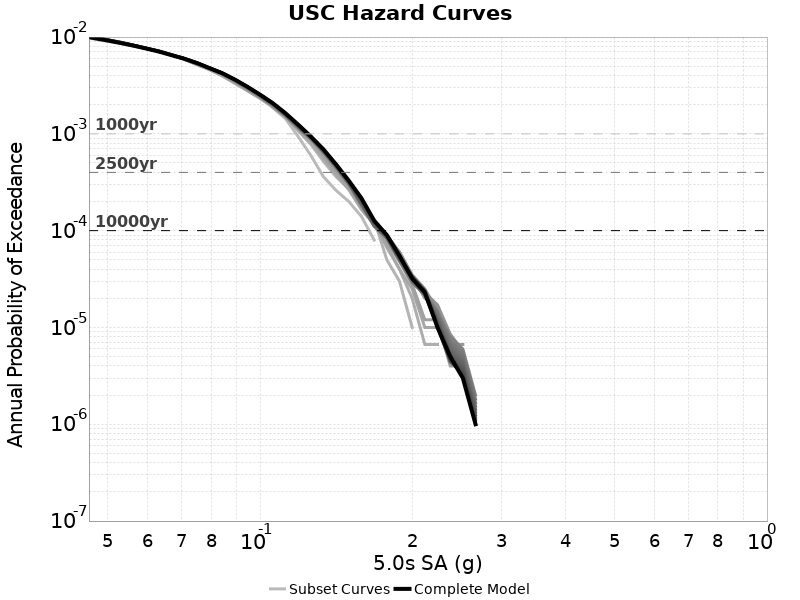 USC Hazard Curves
Annual Probability of Exceedance
10^-2
10^-3
10^-4
10^-5
10^-6
10^-7
1000yr
2500yr
10000yr
5 6 7 8 10^-1 2 3 4 5 6 7 8 10^0
5.0s SA (g)
Subset Curves Complete Model